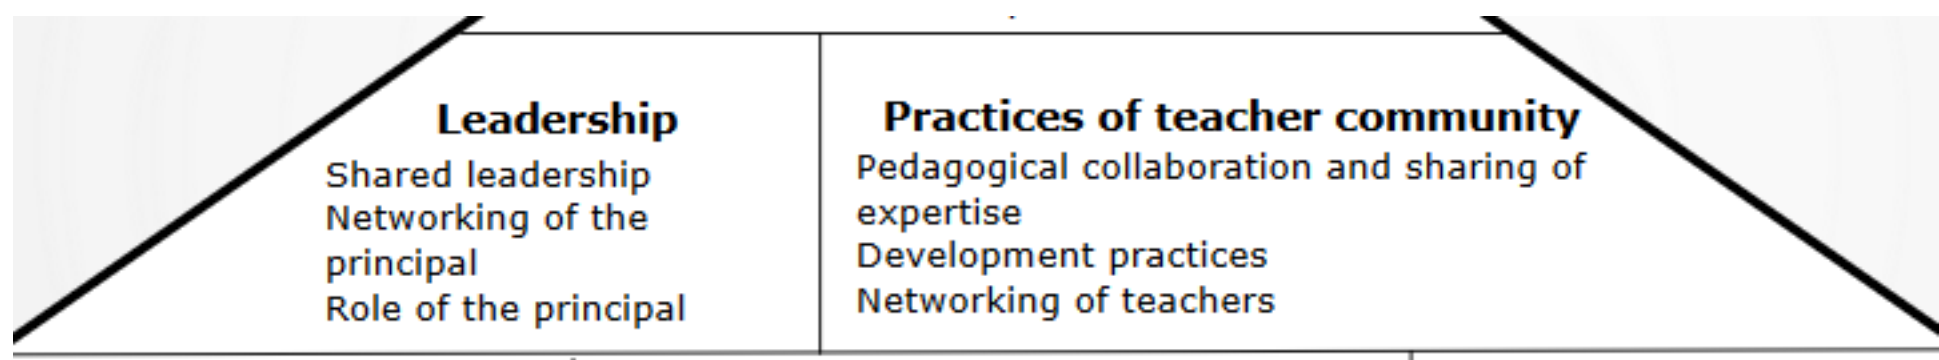 Leadership
Shared leadership
Networking of the
principal
Role of the principal
Practices of teacher community
Pedagogical collaboration and sharing of
expertise
Development practices
Networking of teachers